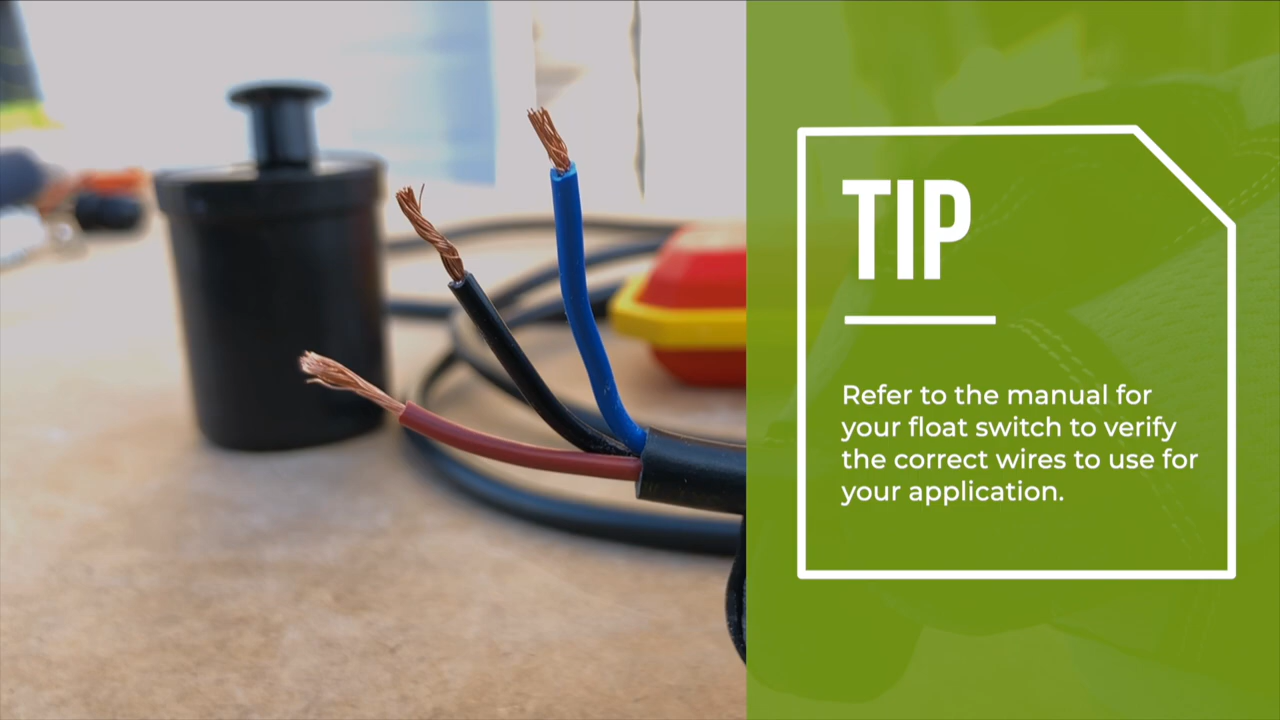 TIP
Refer to the manual for
your float switch to verify
the correct wires to use for
your application.